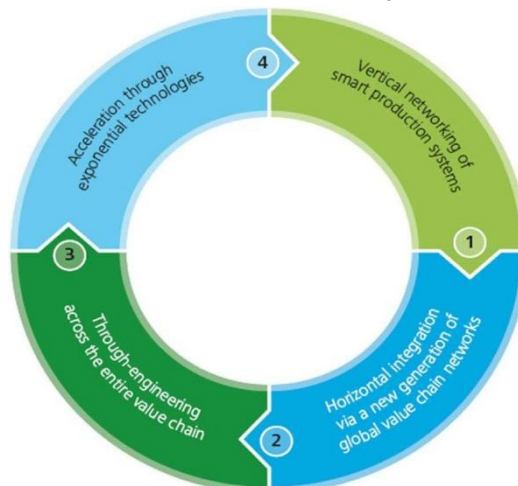 Vertical networking of
smart production systems
1
Horizontal integration
via a new generation of
global value chain networks
2
Through-engineering
across the entire value chain
3
Acceleration through
exponential technologies
4